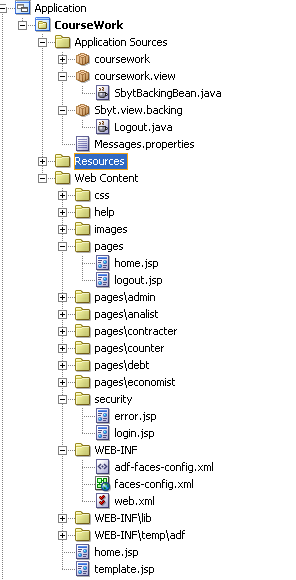 Application
CourseWork
Application Sources
coursework
coursework.view
SbytBackingBean.java
Sbyt.view.backing
Logout.java
Messages.properties
Resources
Web Content
css
help
images
pages
home.jsp
logout.jsp
pages\admin
pages\analist
pages\contracter
pages\counter
pages\debt
pages\economist
security
error.jsp
login.jsp
WEB-INF
adf-faces-config.xml
faces-config.xml
web.xml
WEB-INF\lib
WEB-INF\temp\adf
home.jsp
template.jsp